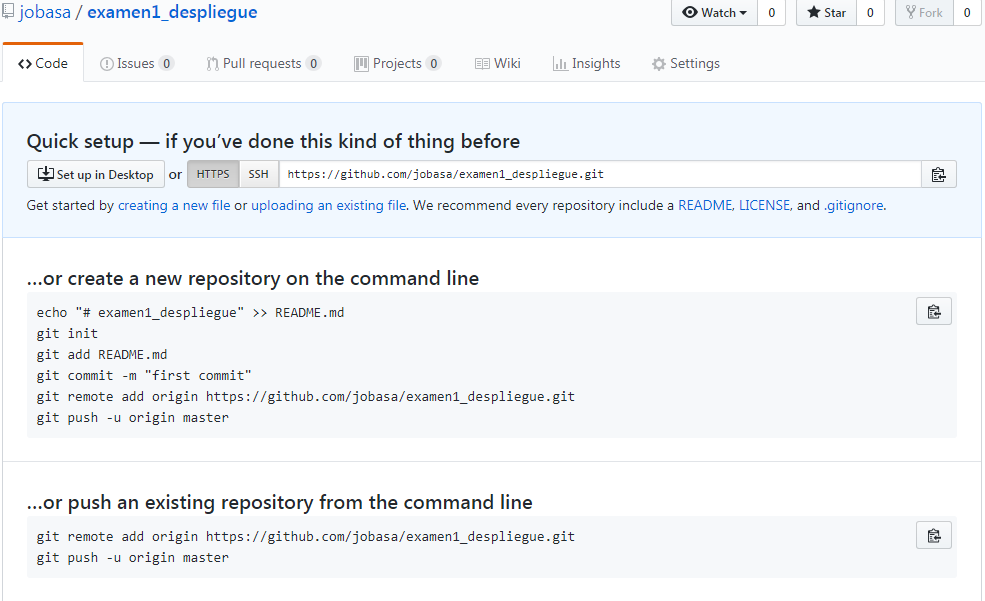 jobasa / examen1_despliegue
Watch 0 Star 0 Fork 0
Code Issues 0 Pull requests 0 Projects 0 Wiki Insights Settings
Quick setup — if you've done this kind of thing before
Set up in Desktop or HTTPS SSH https://github.com/jobasa/examen1_despliegue.git
Get started by creating a new file or uploading an existing file. We recommend every repository include a README, LICENSE, and .gitignore.
…or create a new repository on the command line
echo "# examen1_despliegue" >> README.md
git init
git add README.md
git commit -m "first commit"
git remote add origin https://github.com/jobasa/examen1_despliegue.git
git push -u origin master
…or push an existing repository from the command line
git remote add origin https://github.com/jobasa/examen1_despliegue.git
git push -u origin master